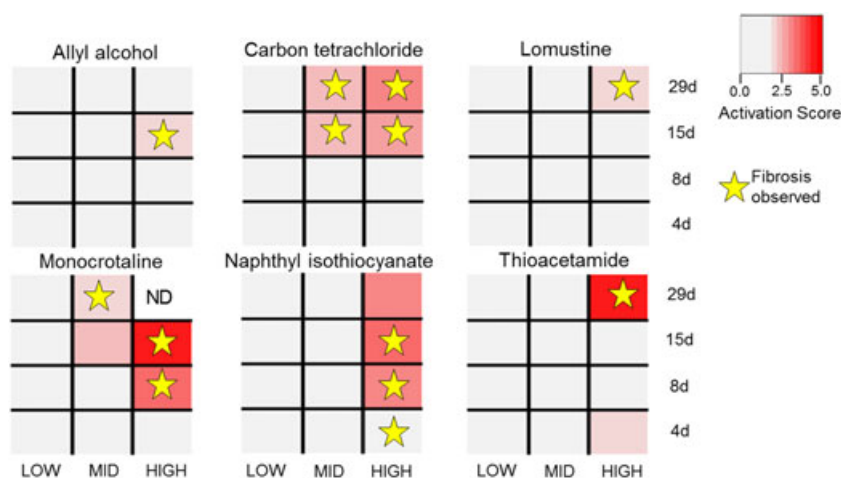 Allyl alcohol
Carbon tetrachloride
Lomustine
0.0 2.5 5.0
Activation Score
29d
15d
8d
4d
Fibrosis
observed
Monocrotaline
Naphthyl isothiocyanate
Thioacetamide
ND
29d
15d
8d
4d
LOW MID HIGH
LOW MID HIGH
LOW MID HIGH